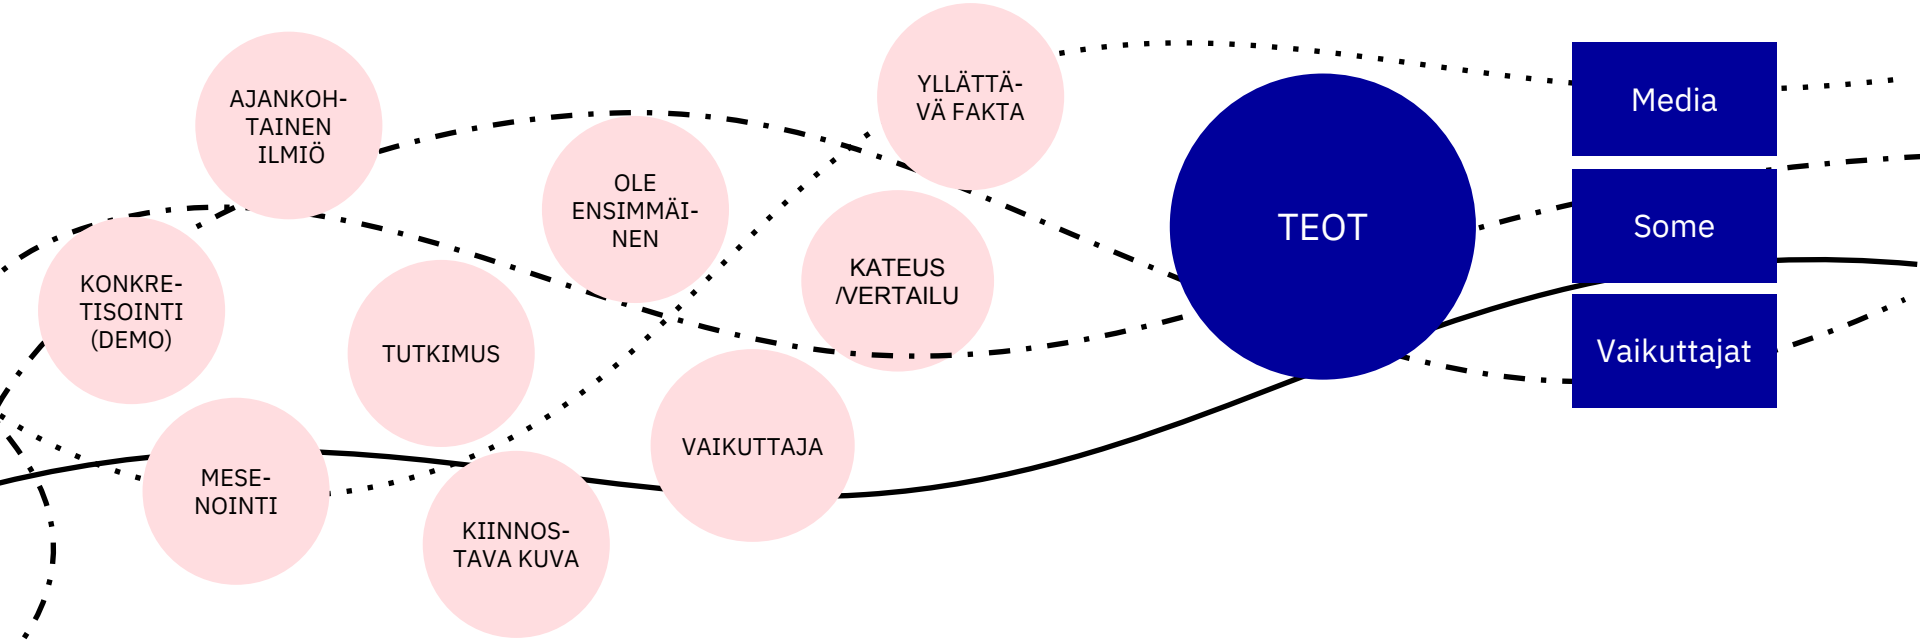 AJANKOH-
TAINEN
ILMIÖ
YLLÄTTÄ-
VÄ FAKTA
OLE
ENSIMMÄI-
NEN
KONKRE-
TISOINTI
(DEMO)
TUTKIMUS
KATEUS
/VERTAILU
MESE-
NOINTI
KIINNOS-
TAVA KUVA
VAIKUTTAJA
TEOT
Media
Some
Vaikuttajat